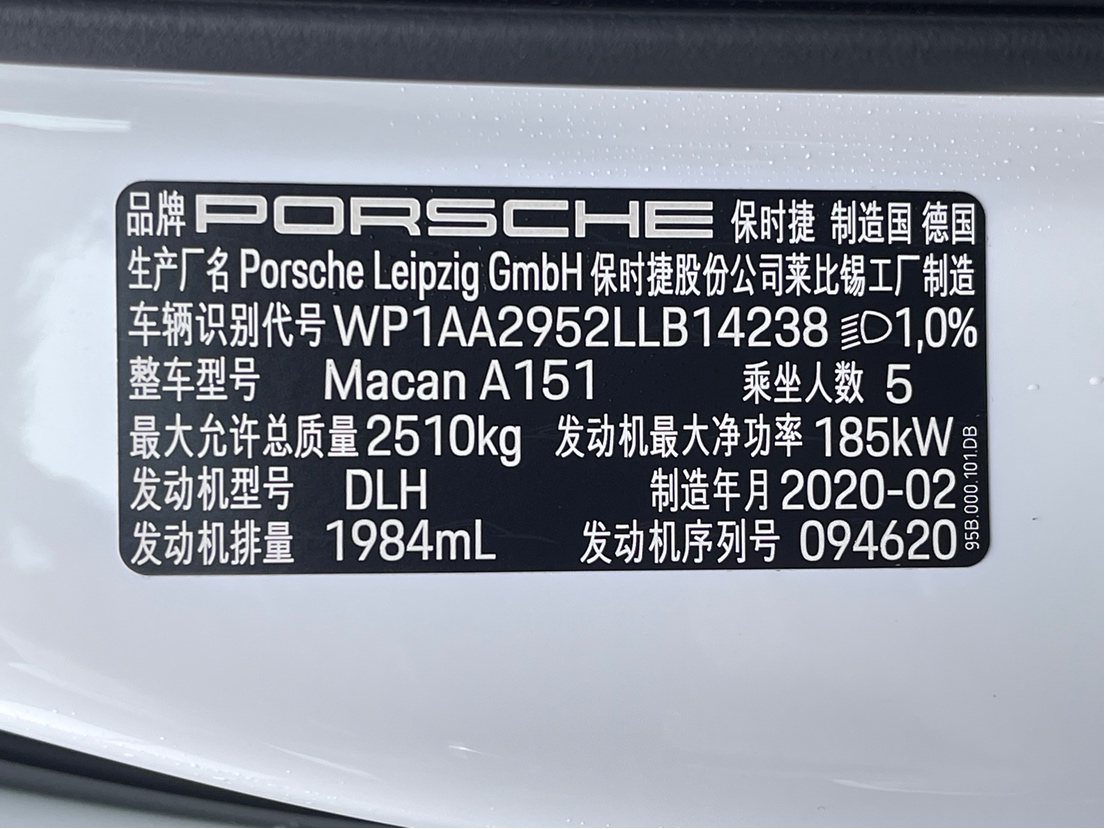 品牌 PORSCHE 保时捷 制造国 德国
生产厂名 Porsche Leipzig GmbH 保时捷股份公司莱比锡工厂制造
车辆识别代号 WP1AA2952LLB14238 1,0%
整车型号 Macan A151 乘坐人数 5
最大允许总质量 2510kg 发动机最大净功率 185kW
发动机型号 DLH 制造年月 2020-02
发动机排量 1984mL 发动机序列号 094620
95B.000.101.DB